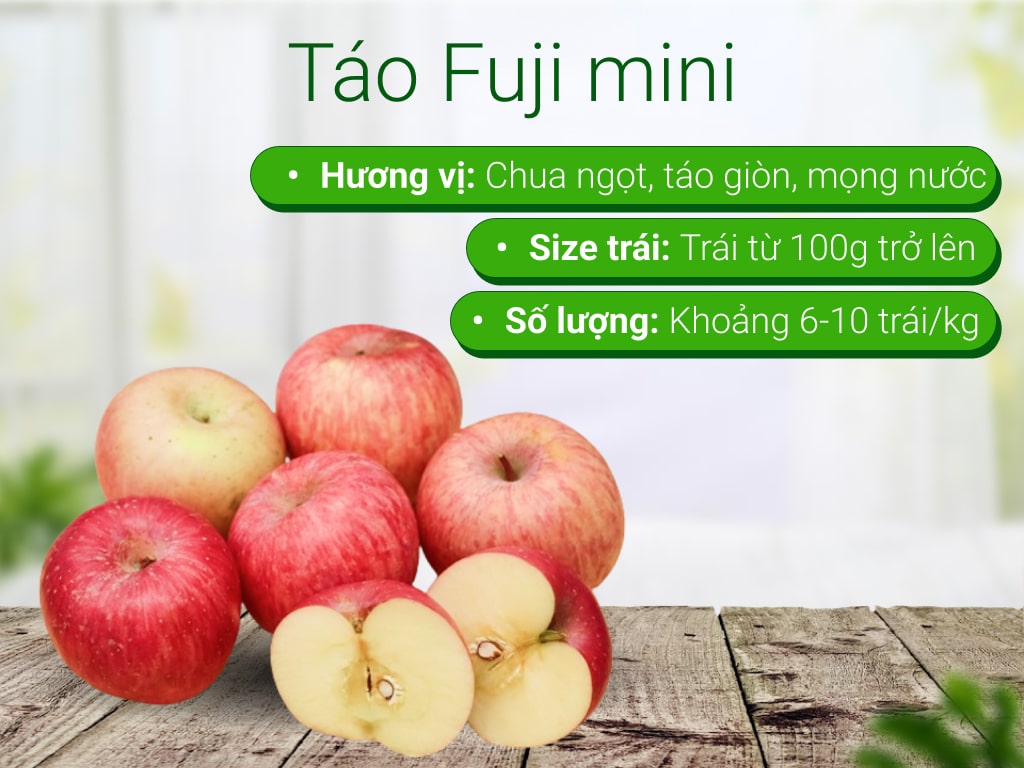 Táo Fuji mini
• Hương vị: Chua ngọt, táo giòn, mọng nước
• Size trái: Trái từ 100g trở lên
• Số lượng: Khoảng 6-10 trái/kg